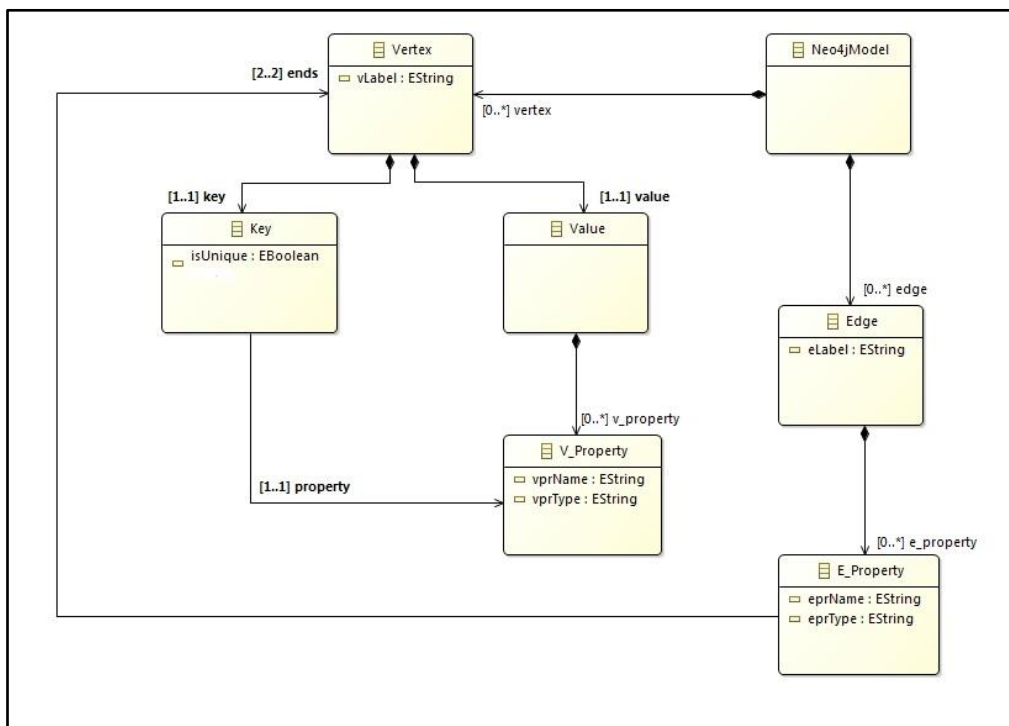 Vertex
vLabel : EString
Neo4jModel
[2..2] ends
[0..*] vertex
[1..1] key
[1..1] value
Key
isUnique : EBoolean
Value
[0..*] edge
Edge
eLabel : EString
[0..*] v_property
V_Property
vprName : EString
vprType : EString
[1..1] property
[0..*] e_property
E_Property
eprName : EString
eprType : EString